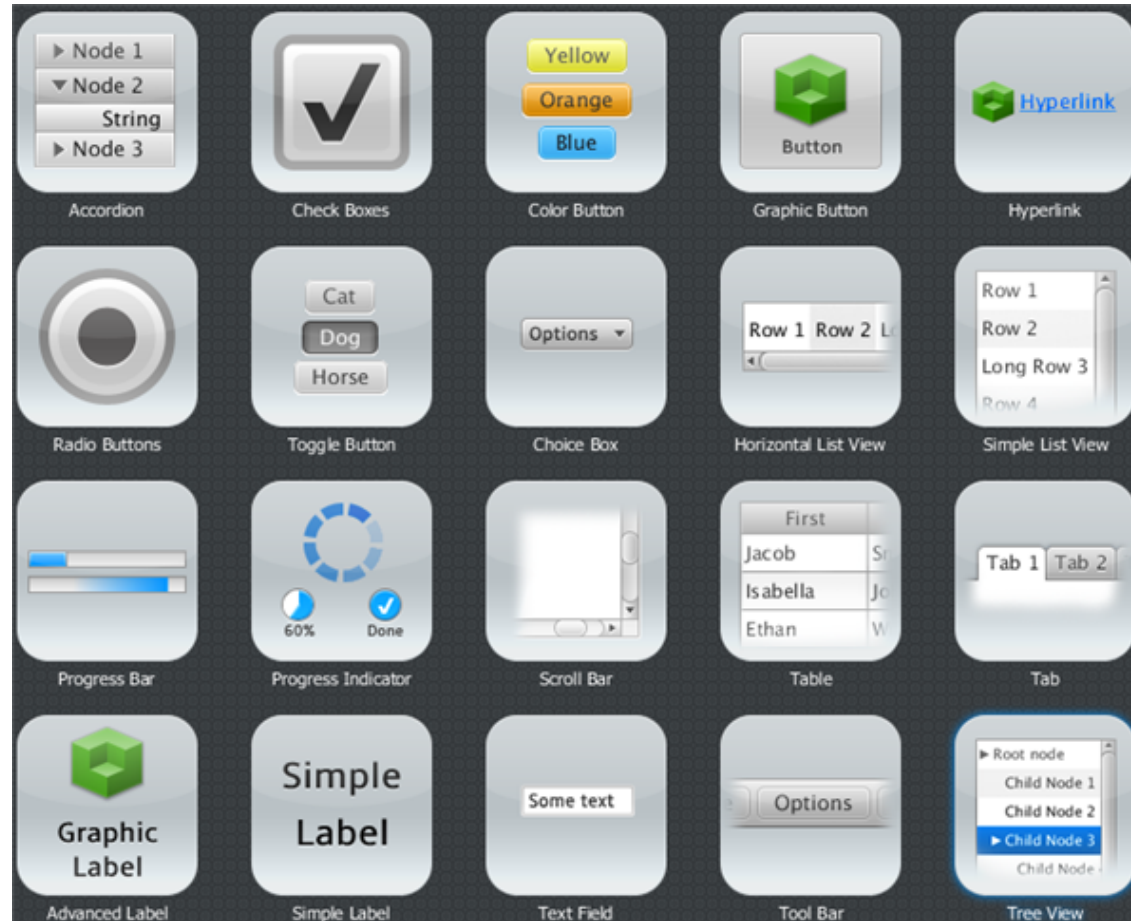 Node 1
Node 2
String
Node 3
Accordion
Check Boxes
Yellow
Orange
Blue
Color Button
Button
Graphic Button
Hyperlink
Hyperlink
Radio Buttons
Cat
Dog
Horse
Toggle Button
Options
Choice Box
Row 1 Row 2 L
Horizontal List View
Row 1
Row 2
Long Row 3
Row 4
Simple List View
Progress Bar
60% Done
Progress Indicator
Scroll Bar
First
Jacob S
Isabella Jo
Ethan W
Table
Tab 1 Tab 2
Tab
Graphic
Label
Advanced Label
Simple
Label
Simple Label
Some text
Text Field
Options
Tool Bar
Root node
Child Node 1
Child Node 2
Child Node 3
Child Node
Tree View